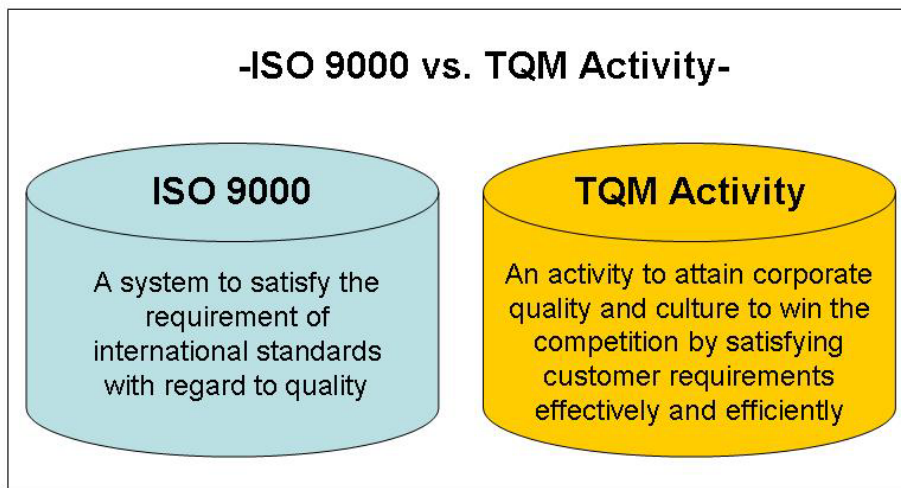 -ISO 9000 vs. TQM Activity-
ISO 9000
A system to satisfy the
requirement of
international standards
with regard to quality
TQM Activity
An activity to attain corporate
quality and culture to win the
competition by satisfying
customer requirements
effectively and efficiently